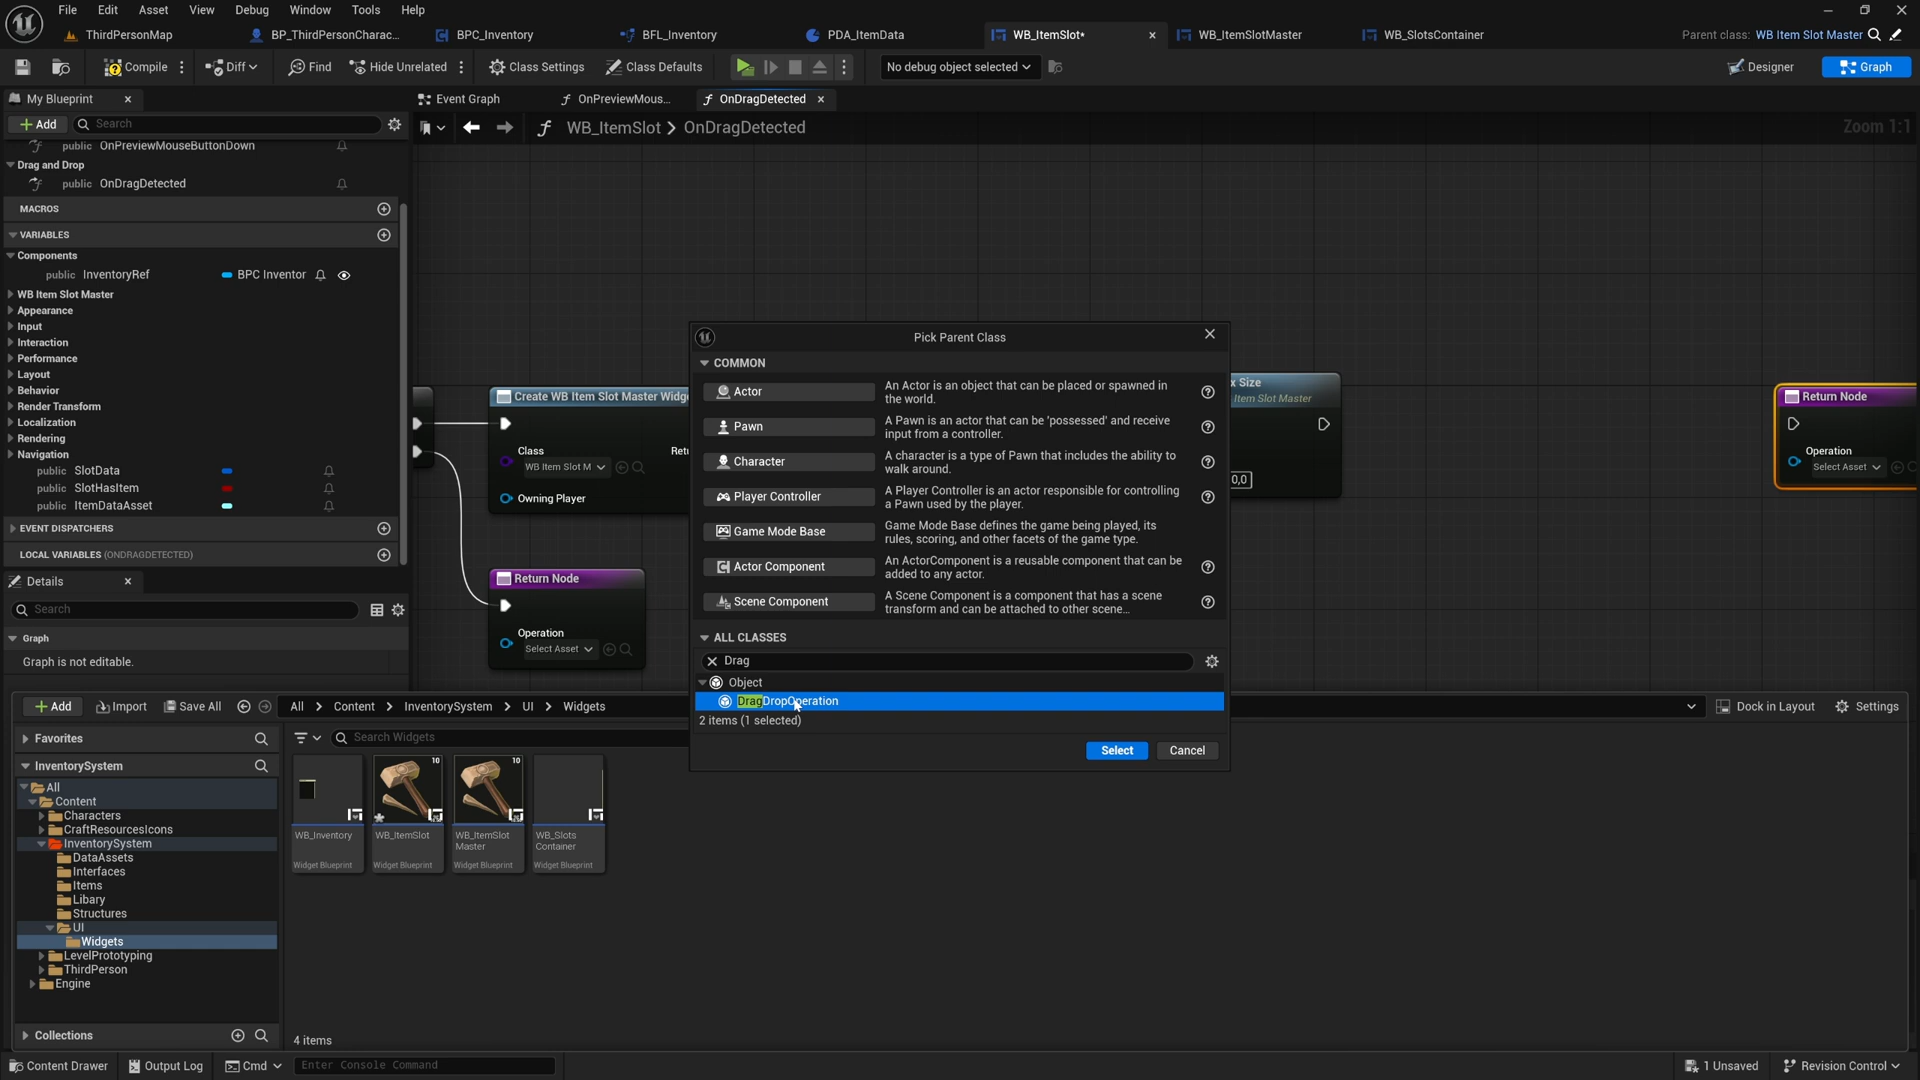 File Edit Asset View Debug Window Tools Help
ThirdPersonMap BP_ThirdPersonCharac... BPC_Inventory BFL_Inventory PDA_ItemData WB_ItemSlot* WB_ItemSlotMaster WB_SlotsContainer Parent class: WB Item Slot Master
Compile Diff Find Hide Unrelated Class Settings Class Defaults No debug object selected Designer Graph
My Blueprint Event Graph OnPreviewMous... OnDragDetected
Add Search WB_ItemSlot > OnDragDetected Zoom 1:1
public OnPreviewMouseButtonDown
Drag and Drop
public OnDragDetected
MACROS
VARIABLES
Components
public InventoryRef BPC Inventor
WB Item Slot Master
Appearance
Input
Interaction
Performance
Layout
Behavior
Render Transform
Localization
Rendering
Navigation
public SlotData
public SlotHasItem
public ItemDataAsset
EVENT DISPATCHERS
LOCAL VARIABLES (ONDRAGDETECTED)
Details
Search
Graph
Graph is not editable.
Create WB Item Slot Master Widge
Class
WB Item Slot M
Retu
Owning Player
Return Node
Operation
Select Asset
Pick Parent Class
COMMON
Actor An Actor is an object that can be placed or spawned in
the world.
Pawn A Pawn is an actor that can be 'possessed' and receive
input from a controller.
Character A character is a type of Pawn that includes the ability to
walk around.
Player Controller A Player Controller is an actor responsible for controlling
a Pawn used by the player.
Game Mode Base Game Mode Base defines the game being played, its
rules, scoring, and other facets of the game type.
Actor Component An ActorComponent is a reusable component that can be
added to any actor.
Scene Component A Scene Component is a component that has a scene
transform and can be attached to other scene...
ALL CLASSES
Drag
Object
DragDropOperation
2 items (1 selected)
Select Cancel
x Size
Item Slot Master
0,0
Return Node
Operation
Select Asset
Add Import Save All All > Content > InventorySystem > UI > Widgets Dock in Layout Settings
Favorites
InventorySystem
All
Content
Characters
CraftResourcesIcons
InventorySystem
DataAssets
Interfaces
Items
Libary
Structures
UI
Widgets
LevelPrototyping
ThirdPerson
Engine
Collections
Search Widgets
10 10
WB_Inventory WB_ItemSlot WB_ItemSlot WB_Slots
Master Container
Widget Blueprint Widget Blueprint Widget Blueprint Widget Blueprint
4 items
Content Drawer Output Log Cmd Enter Console Command 1 Unsaved Revision Control